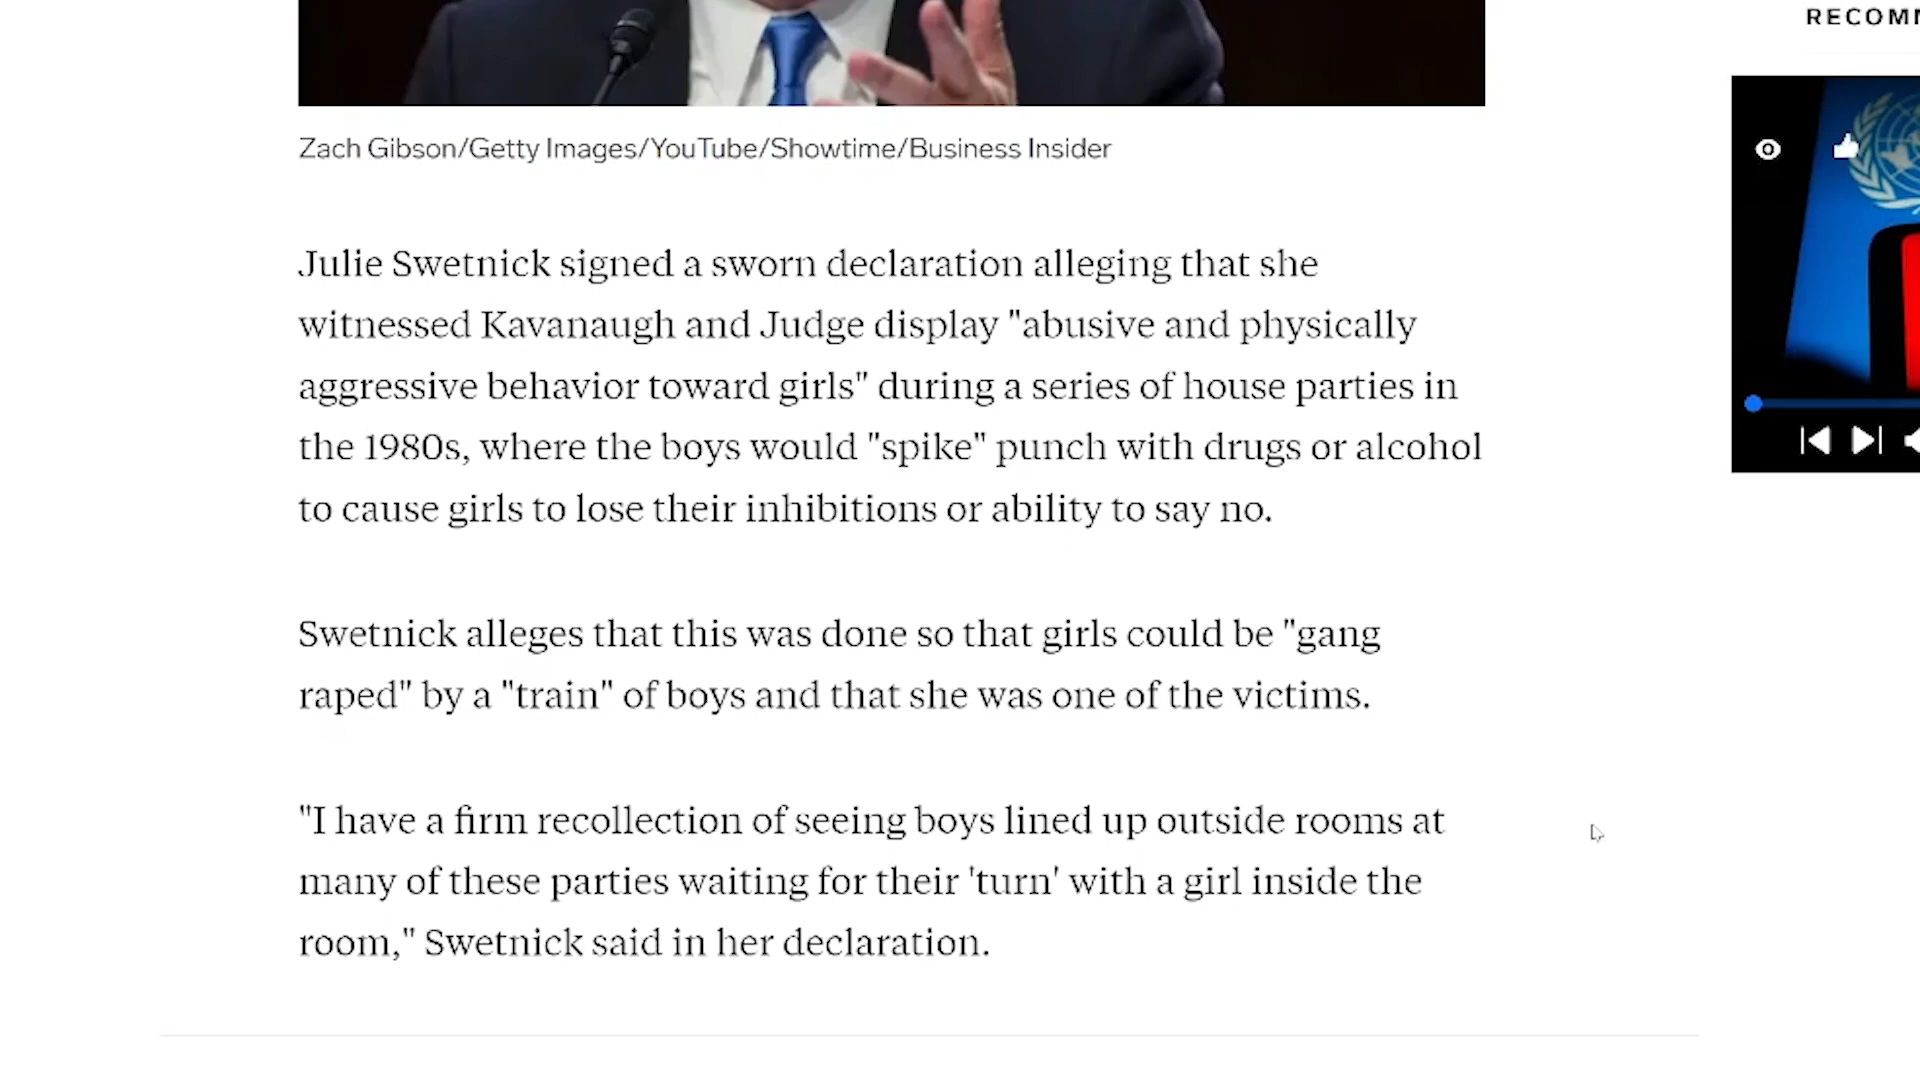 RECOM
Zach Gibson/Getty Images/YouTube/Showtime/Business Insider
Julie Swetnick signed a sworn declaration alleging that she
witnessed Kavanaugh and Judge display "abusive and physically
aggressive behavior toward girls" during a series of house parties in
the 1980s, where the boys would "spike" punch with drugs or alcohol
to cause girls to lose their inhibitions or ability to say no.
Swetnick alleges that this was done so that girls could be "gang
raped" by a "train" of boys and that she was one of the victims.
"I have a firm recollection of seeing boys lined up outside rooms at
many of these parties waiting for their 'turn' with a girl inside the
room," Swetnick said in her declaration.